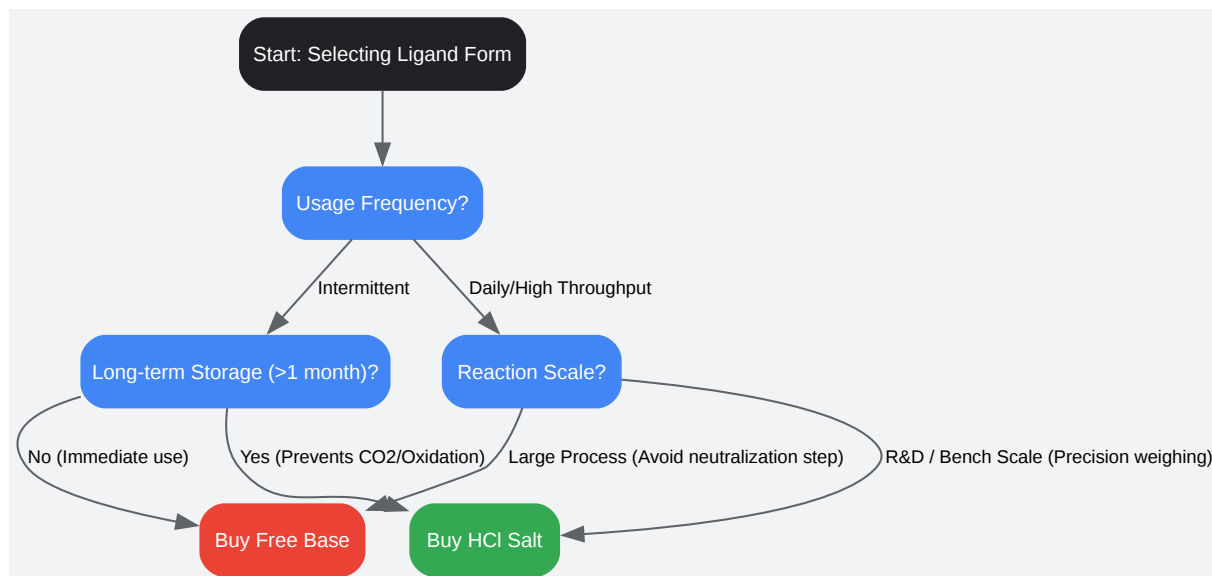 Start: Selecting Ligand Form
Usage Frequency?
Intermittent
Daily/High Throughput
Long-term Storage (>1 month)?
Reaction Scale?
No (Immediate use)
Yes (Prevents CO2/Oxidation)
Large Process (Avoid neutralization step)
R&D / Bench Scale (Precision weighing)
Buy Free Base
Buy HCl Salt